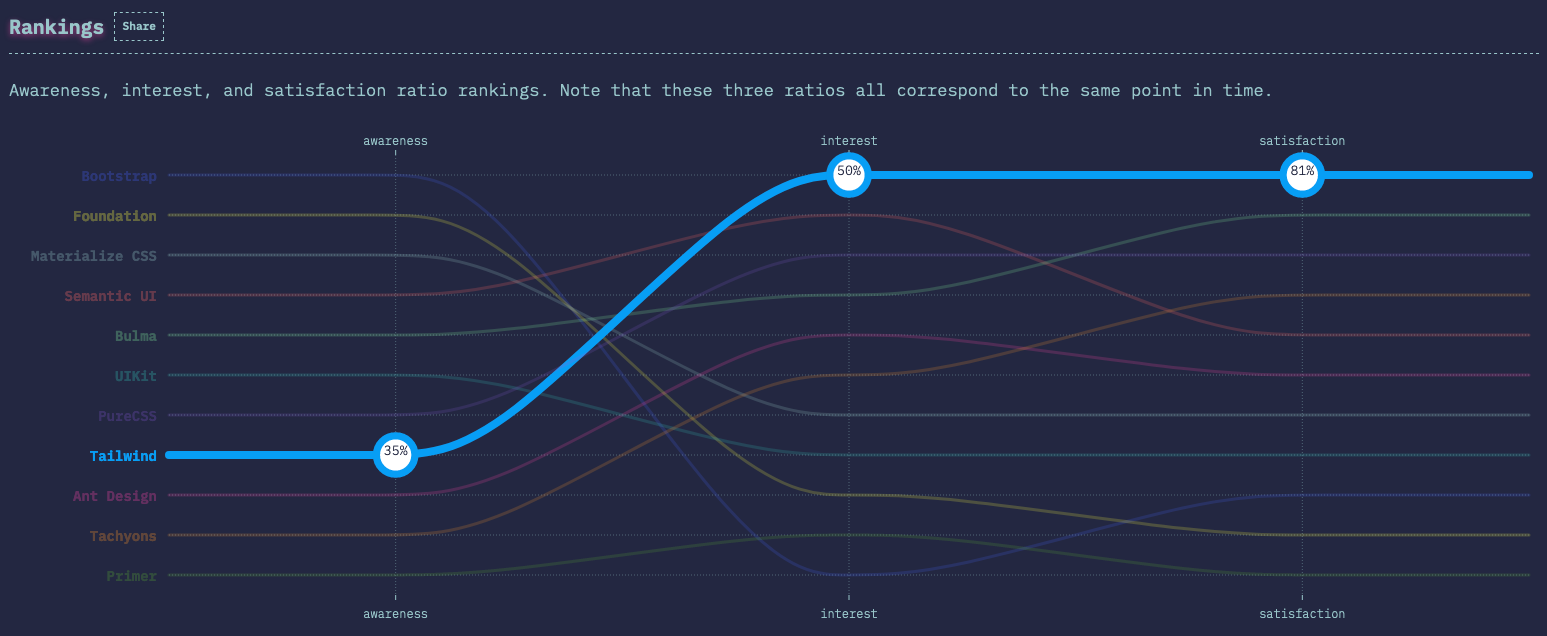 Rankings Share
Awareness, interest, and satisfaction ratio rankings. Note that these three ratios all correspond to the same point in time.
awareness interest satisfaction
Bootstrap 50% 81%
Foundation
Materialize CSS
Semantic UI
Bulma
UIKit
PureCSS
Tailwind 35%
Ant Design
Tachyons
Primer
awareness interest satisfaction